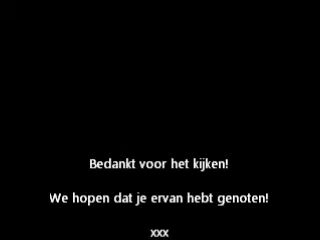 Bedankt voor het kijken!
We hopen dat je ervan hebt genoten!
xxx